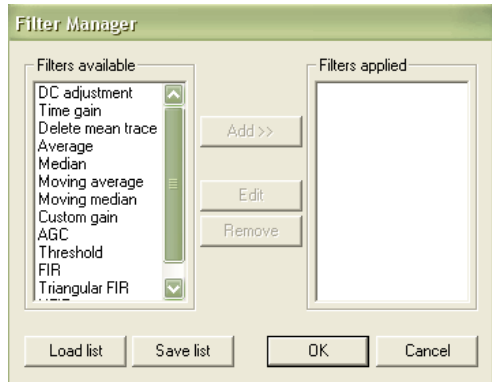 Filter Manager
Filters available
Filters applied
DC adjustment
Time gain
Delete mean trace
Average
Median
Moving average
Moving median
Custom gain
AGC
Threshold
FIR
Triangular FIR
Add >>
Edit
Remove
Load list
Save list
OK
Cancel